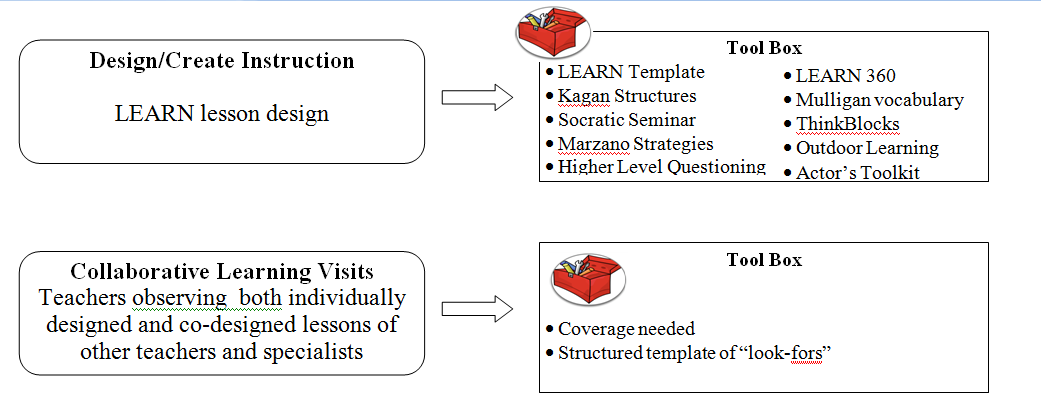 Design/Create Instruction
LEARN lesson design
Tool Box
• LEARN Template
• Kagan Structures
• Socratic Seminar
• Marzano Strategies
• Higher Level Questioning
• LEARN 360
• Mulligan vocabulary
• ThinkBlocks
• Outdoor Learning
• Actor’s Toolkit
Collaborative Learning Visits
Teachers observing both individually
designed and co-designed lessons of
other teachers and specialists
Tool Box
• Coverage needed
• Structured template of “look-fors”